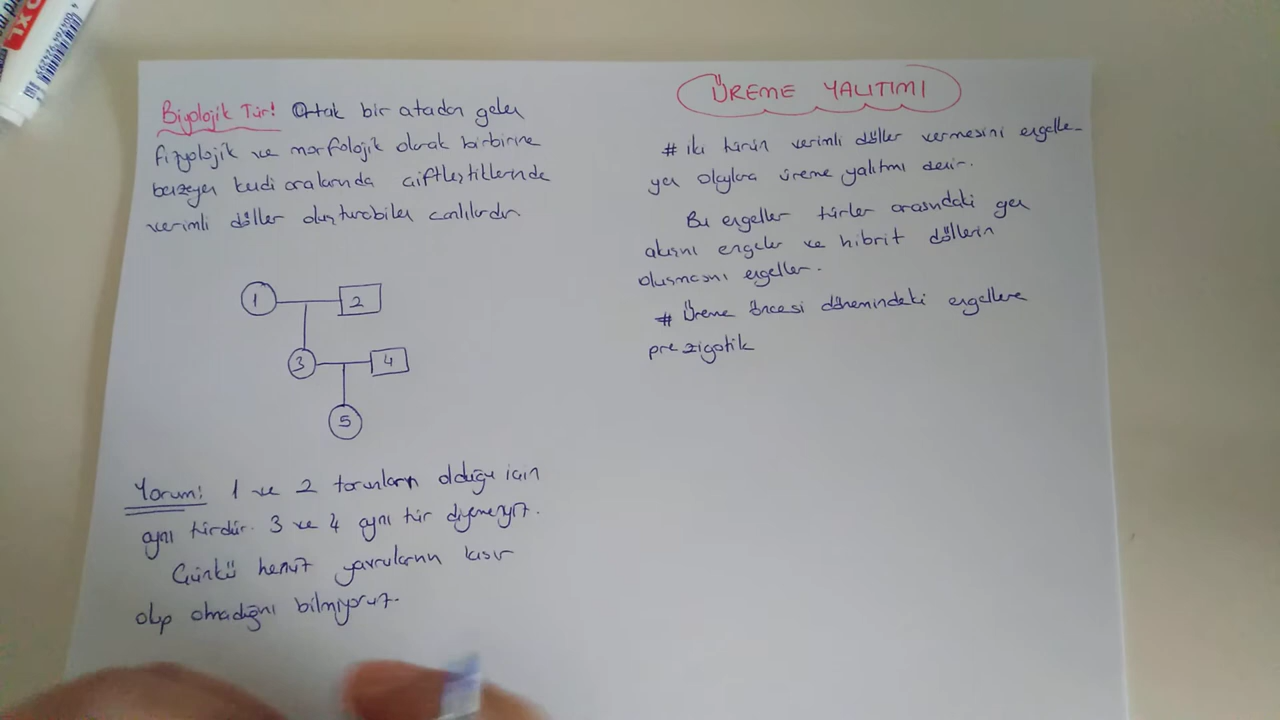 Biyolojik Tür! Ortak bir atadan gelen
fizyolojik ve morfolojik olarak birbirine
benzeyen kendi aralarında çiftleştiklerinde
verimli döller oluşturabilen canlılardır.
1
2
3
4
5
Yorum! 1 ve 2 torunların olduğu için
aynı türdür. 3 ve 4 aynı tür diyemeyiz.
Çünkü henüz yavrularının kısır
olup olmadığını bilmiyoruz.
ÜREME YALITIMI
# iki türün verimli döller vermesini engelle-
yen olaylara üreme yalıtımı denir.
Bu engeller türler arasındaki gen
akışını engeller ve hibrit döllerin
oluşmasını engeller.
# Üreme öncesi dönemindeki engellere
prezigotik
XL